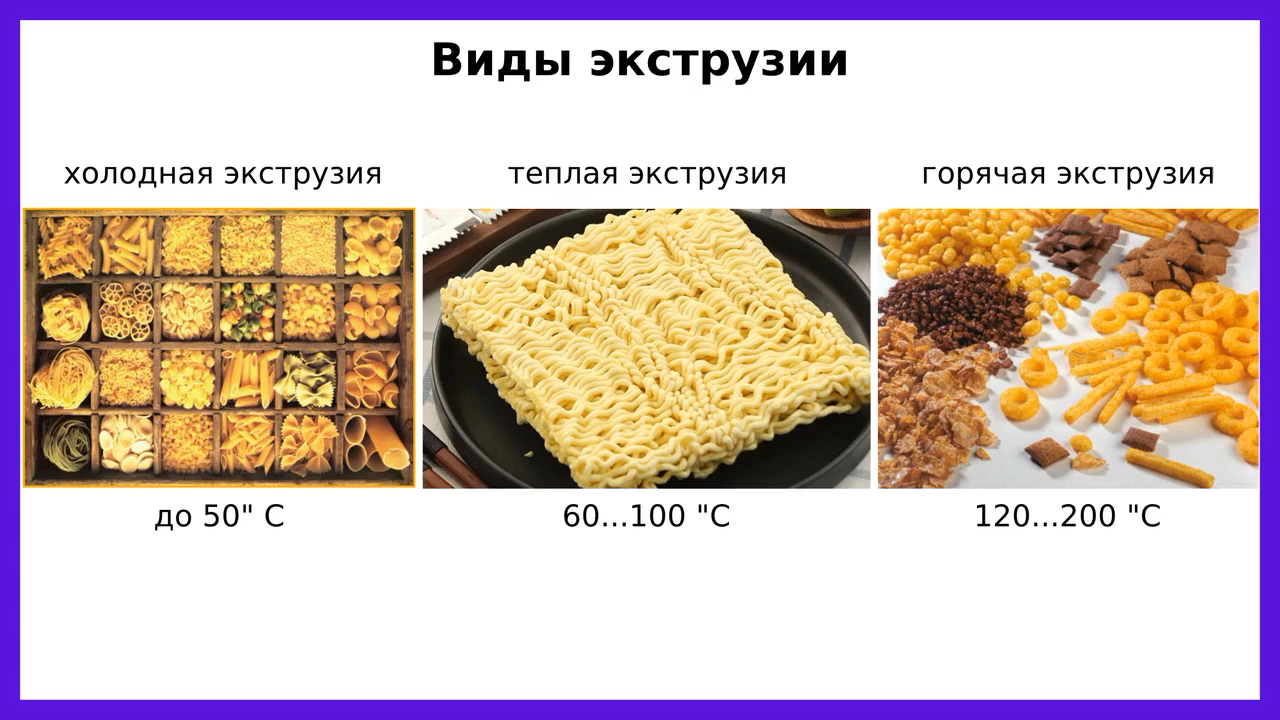 Виды экструзии
холодная экструзия
теплая экструзия
горячая экструзия
до 50" С
60...100 "С
120...200 "С